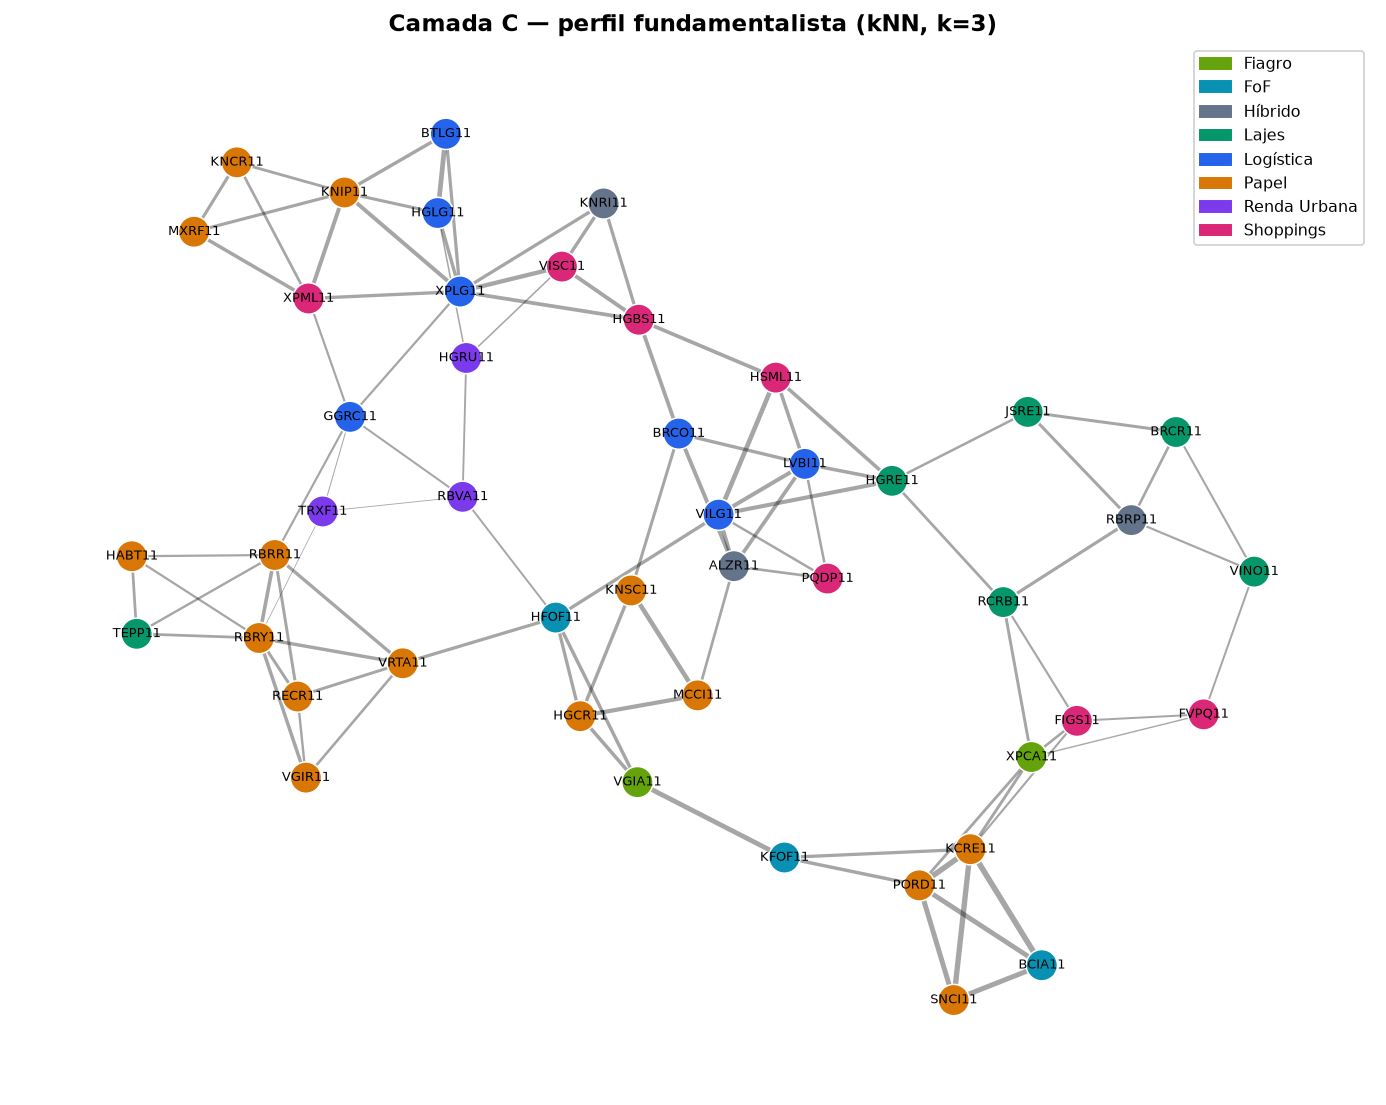 Camada C — perfil fundamentalista (kNN, k=3)
Fiagro
FoF
Híbrido
Lajes
Logística
Papel
Renda Urbana
Shoppings
BTLG11
KNCR11
KNIP11
KNRI11
HGLG11
MXRF11
VISC11
XPLG11
XPML11
HGBS11
HGRU11
HSML11
JSRE11
GGRC11
BRCR11
BRCO11
LVBI11
HGRE11
RBVA11
TRXF11
VILG11
RBRP11
HABT11
RBRR11
ALZR11
VINO11
PQDP11
KNSC11
RCRB11
HFOF11
TEPP11
RBRY11
VRTA11
RECR11
MCCI11
HGCR11
FVPQ11
FIGS11
XPCA11
VGIR11
VGIA11
KCRE11
KFOF11
PORD11
BCIA11
SNCI11